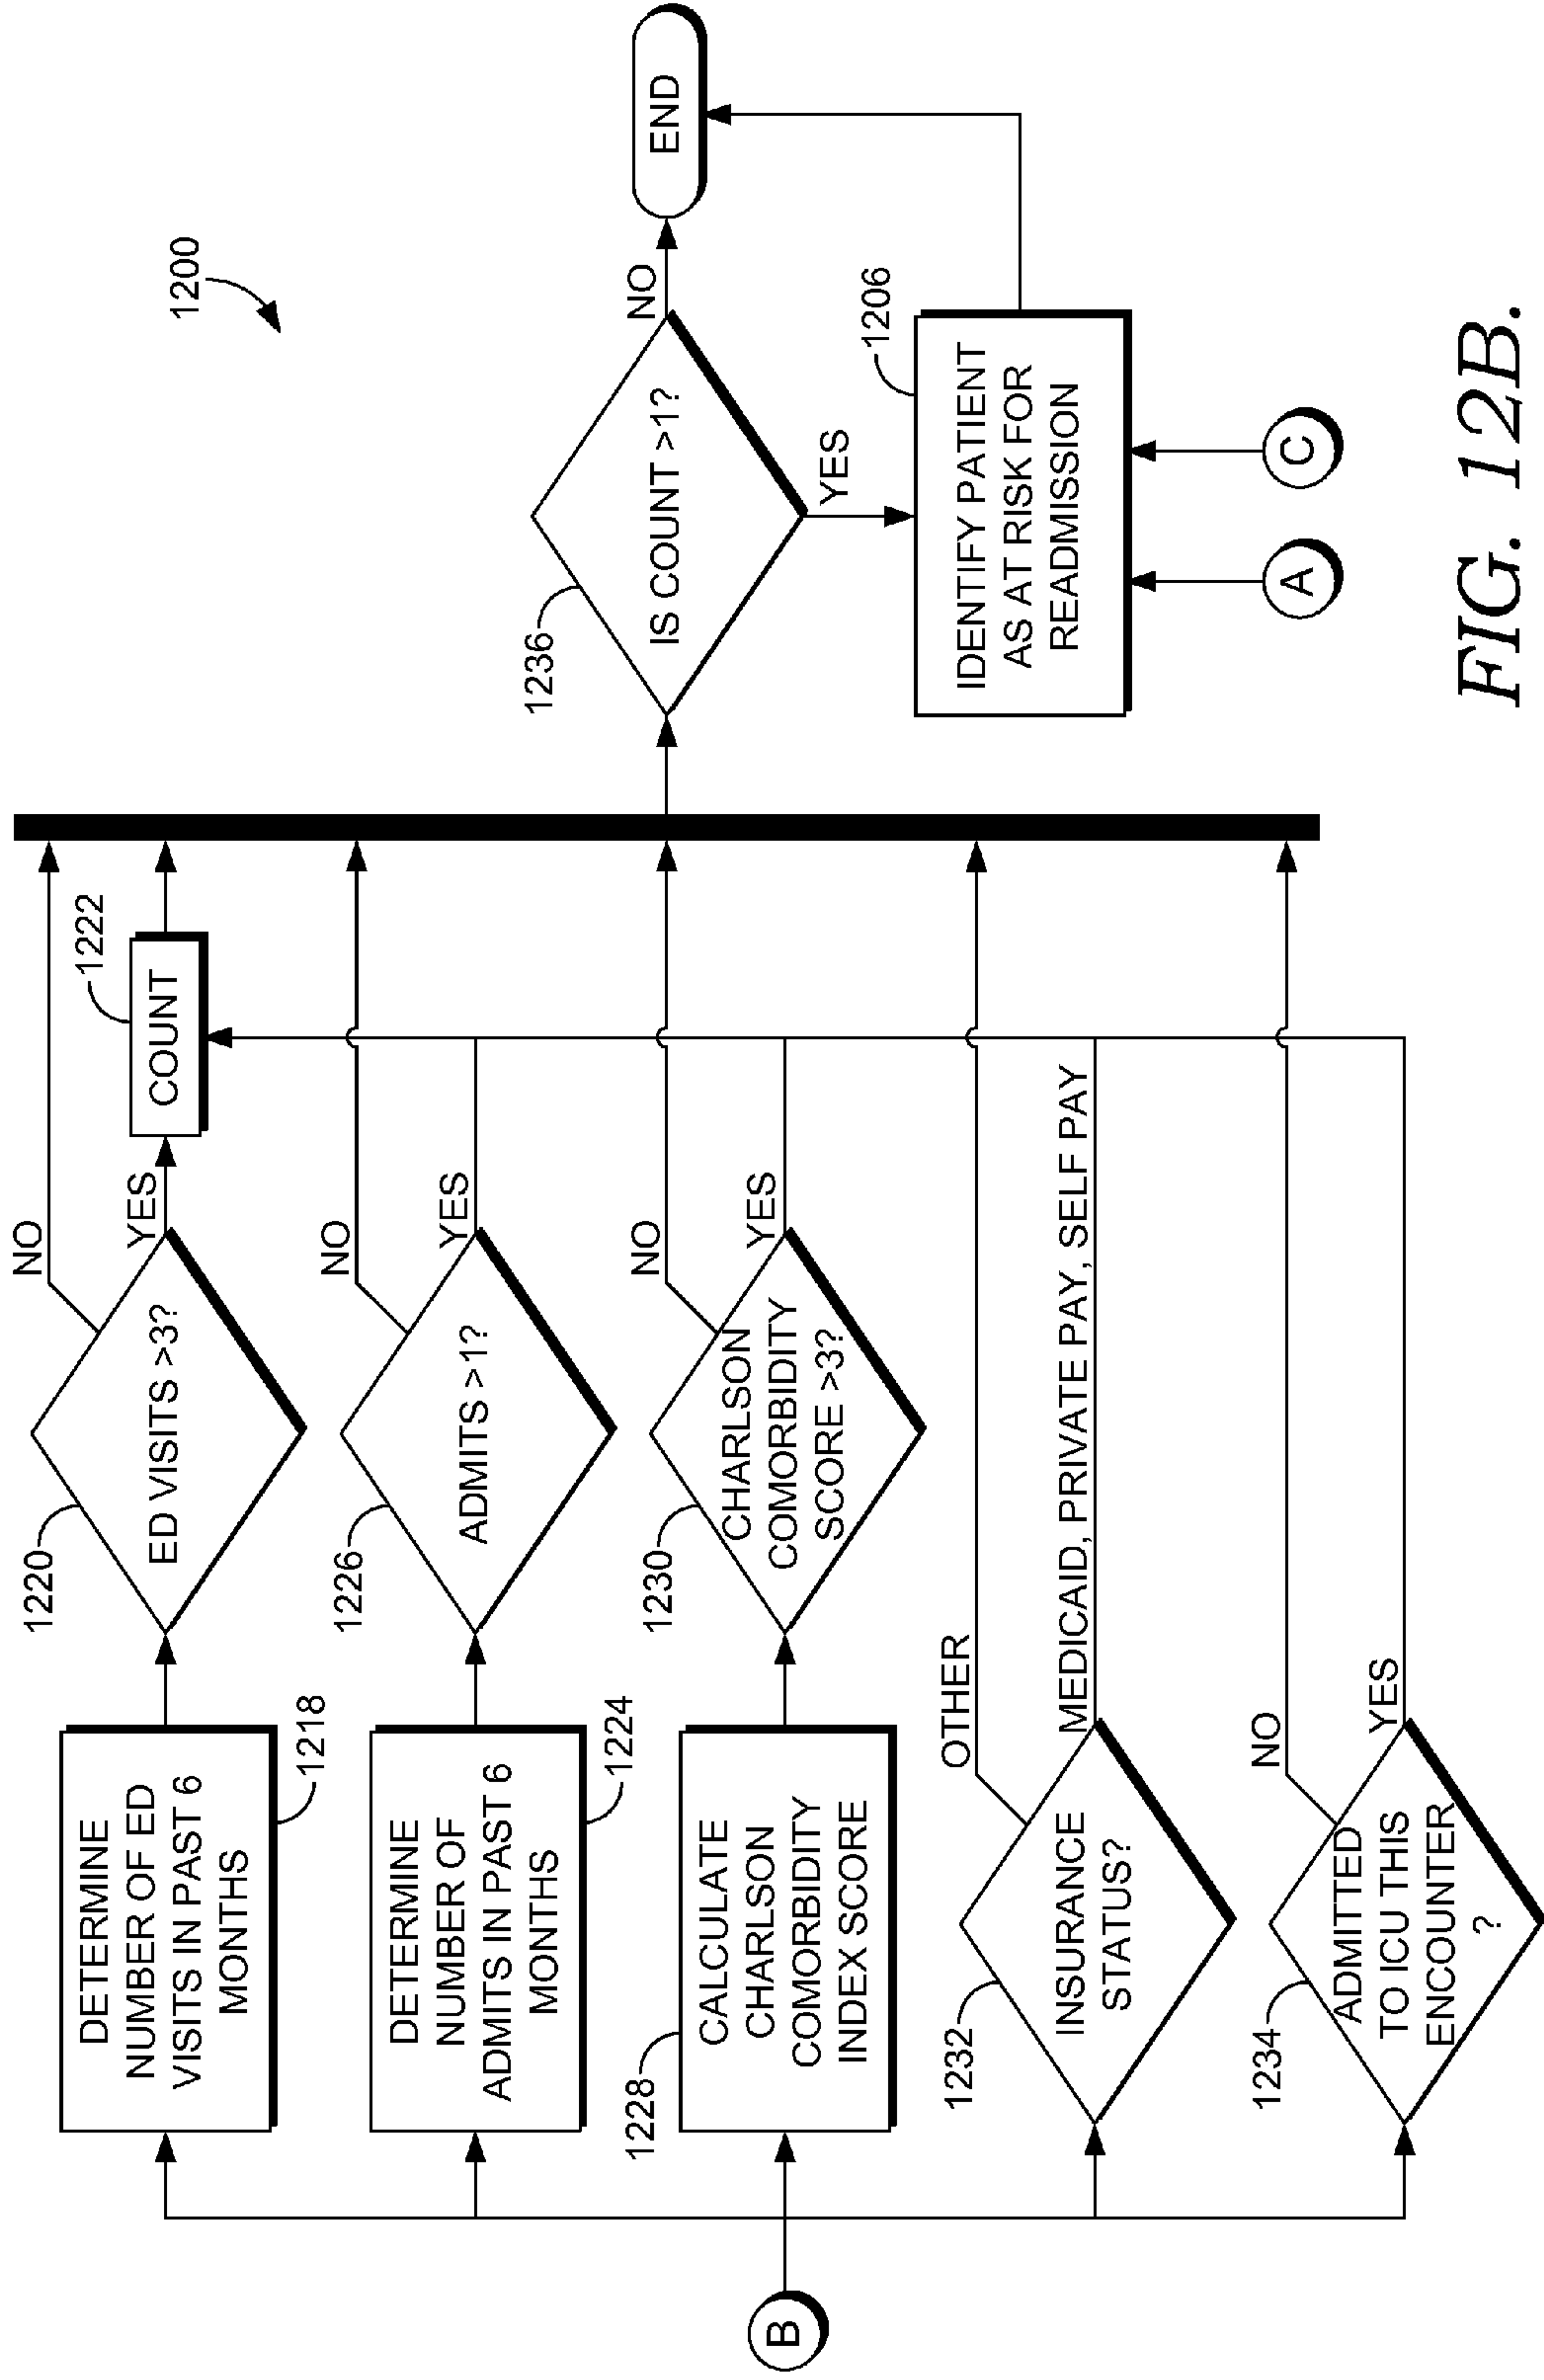 1200
B
DETERMINE
NUMBER OF ED
VISITS IN PAST 6
MONTHS
1218
1220
ED VISITS >3?
NO
YES
COUNT
1222
DETERMINE
NUMBER OF
ADMITS IN PAST 6
MONTHS
1224
1226
ADMITS >1?
NO
YES
1228
CALCULATE
CHARLSON
COMORBIDITY
INDEX SCORE
1230
CHARLSON
COMORBIDITY
SCORE >3?
NO
YES
1232
INSURANCE
STATUS?
OTHER
MEDICAID, PRIVATE PAY, SELF PAY
1234
ADMITTED
TO ICU THIS
ENCOUNTER
?
NO
YES
1236
IS COUNT >1?
NO
END
YES
1206
IDENTIFY PATIENT
AS AT RISK FOR
READMISSION
A
C
FIG. 12B.